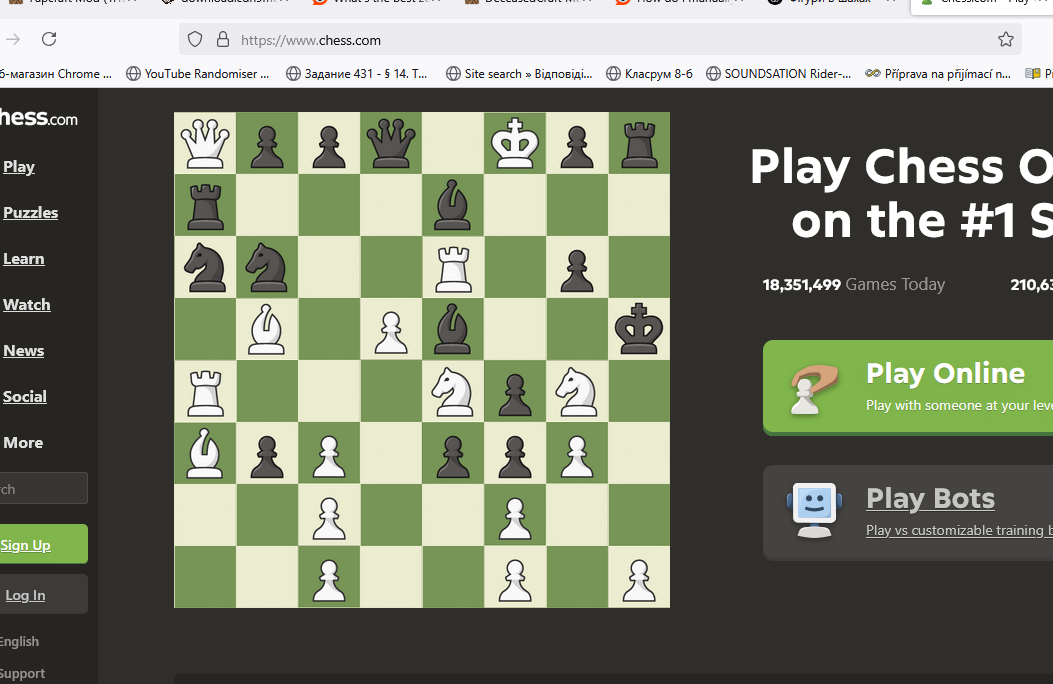 https://www.chess.com
YouTube Randomiser ...
Задание 431 - § 14. Т...
Site search » Відповіді...
Класрум 8-б
SOUNDSATION Rider-...
Příprava na přijímací n...
б-магазин Chrome ...
hess.com
Play
Puzzles
Learn
Watch
News
Social
More
rch
Sign Up
Log In
English
Support
Play Chess O
on the #1 S
18,351,499 Games Today
210,63
Play Online
Play with someone at your leve
Play Bots
Play vs customizable training b